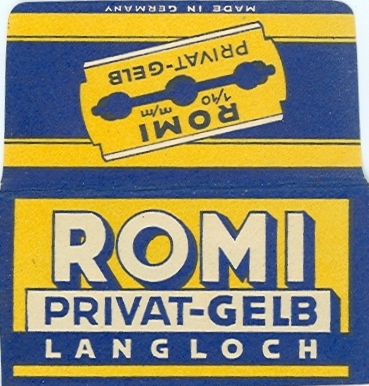 MADE IN GERMANY
PRIVAT-GELB
ROMI
1/10 m/m
ROMI
PRIVAT-GELB
LANGLOCH